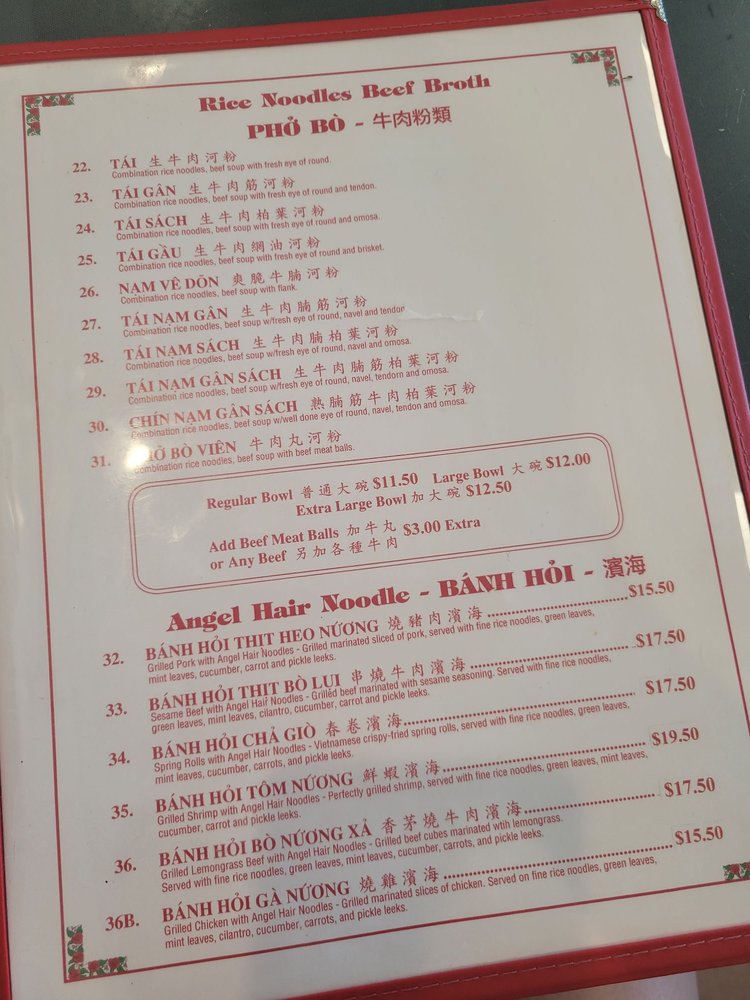 Rice Noodles Beef Broth
PHỞ BÒ - 牛肉粉類
22. TÁI 生牛肉河粉
Combination rice noodles, beef soup with fresh eye of round.
23. TÁI GÂN 生牛肉筋河粉
Combination rice noodles, beef soup with fresh eye of round and tendon.
24. TÁI SÁCH 生牛肉柏葉河粉
Combination rice noodles, beef soup with fresh eye of round and omosa.
25. TÁI GẦU 生牛肉網油河粉
Combination rice noodles, beef soup with fresh eye of round and brisket.
26. NẠM VÊ DÒN 爽脆牛腩河粉
Combination rice noodles, beef soup with flank.
27. TÁI NẠM GÂN 生牛肉腩筋河粉
Combination rice noodles, beef soup w/fresh eye of round, navel and tendon
28. TÁI NẠM SÁCH 生牛肉腩柏葉河粉
Combination rice noodles, beef soup w/fresh eye of round, navel and omosa.
29. TÁI NẠM GÂN SÁCH 生牛肉腩筋柏葉河粉
Combination rice noodles, beef soup w/fresh eye of round, navel, tendorn and omosa.
30. CHÍN NẠM GÂN SÁCH 熟腩筋牛肉柏葉河粉
Combination rice noodles, beef soup w/well done eye of round, navel, tendon and omosa.
31. PHỞ BÒ VIÊN 牛肉丸河粉
Combination rice noodles, beef soup with beef meat balls.
Regular Bowl 普通大碗 $11.50 Large Bowl 大碗 $12.00
Extra Large Bowl 加大碗 $12.50
Add Beef Meat Balls 加牛丸 $3.00 Extra
or Any Beef 另加各種牛肉
Angel Hair Noodle - BÁNH HỎI - 濱海
32. BÁNH HỎI THIT HEO NƯỚNG 燒豬肉濱海 $15.50
Grilled Pork with Angel Hair Noodles - Grilled marinated sliced of pork, served with fine rice noodles, green leaves,
mint leaves, cucumber, carrot and pickle leeks.
33. BÁNH HỎI THIT BÒ LUI 串燒牛肉濱海 $17.50
Sesame Beef with Angel Hair Noodles - Grilled beef marinated with sesame seasoning. Served with fine rice noodles,
green leaves, mint leaves, cilantro, cucumber, carrot and pickle leeks.
34. BÁNH HỎI CHẢ GIÒ 春卷濱海 $17.50
Spring Rolls with Angel Hair Noodles - Vietnamese crispy-fried spring rolls, served with fine rice noodles, green leaves,
mint leaves, cucumber, carrots, and pickle leeks.
35. BÁNH HỎI TÔM NƯỚNG 鮮蝦濱海 $19.50
Grilled Shrimp with Angel Hair Noodles - Perfectly grilled shrimp, served with fine rice noodles, green leaves, mint leaves,
cucumber, carrot and pickle leeks.
36. BÁNH HỎI BÒ NƯỚNG XẢ 香茅燒牛肉濱海 $17.50
Grilled Lemongrass Beef with Angel Hair Noodles - Grilled beef cubes marinated wtih lemongrass.
Served with fine rice noodles, green leaves, mint leaves, cucumber, carrots, and pickle leeks.
36B. BÁNH HỎI GÀ NƯỚNG 燒雞濱海 $15.50
Grilled Chicken with Angel Hair Noodles - Grilled marinated slices of chicken. Served on fine rice noodles, green leaves,
mint leaves, cilantro, cucumber, carrots, and pickle leeks.